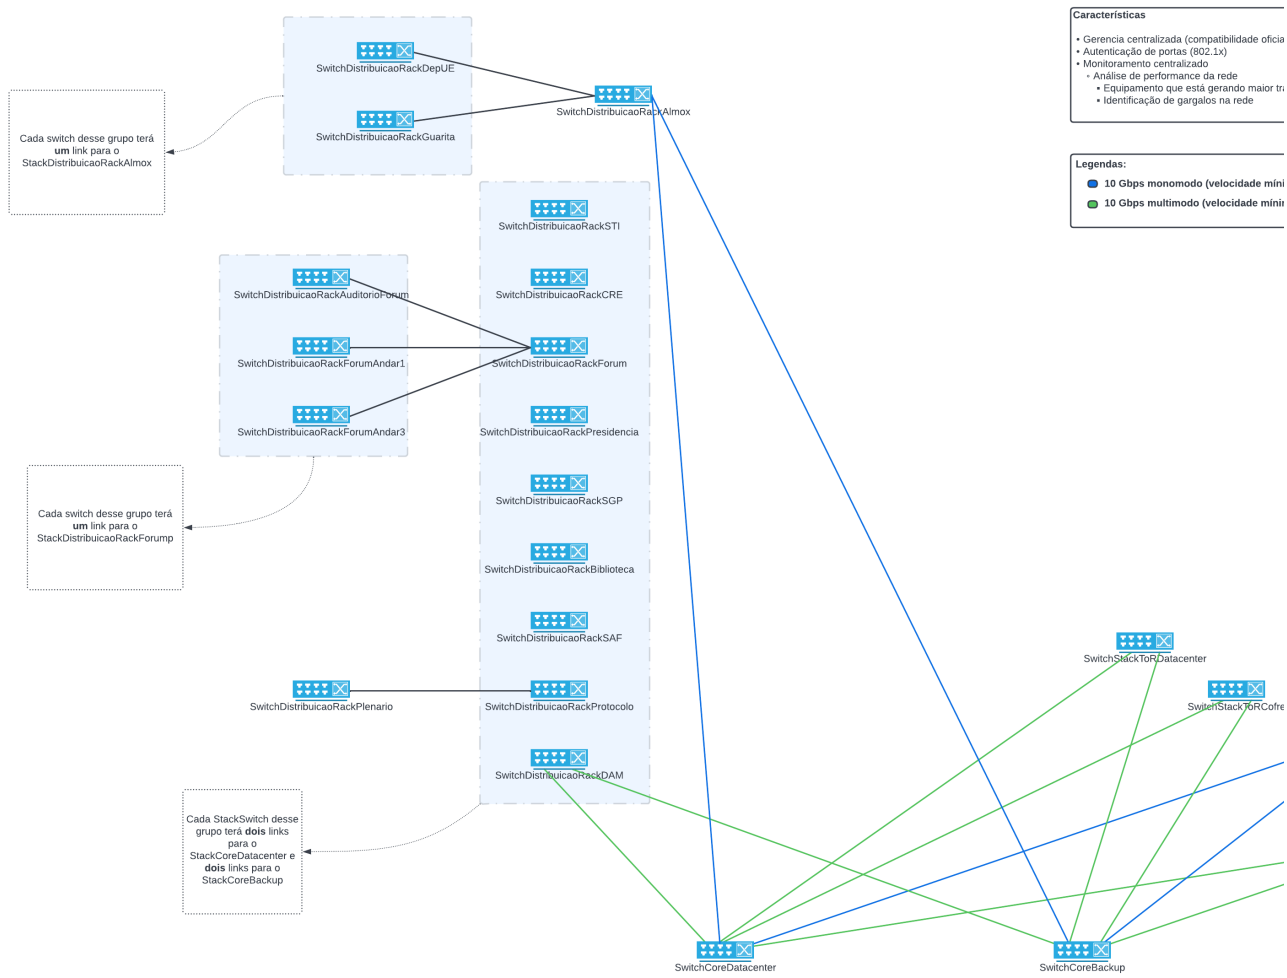 Características
• Gerencia centralizada (compatibilidade oficia
• Autenticação de portas (802.1x)
• Monitoramento centralizado
◦ Análise de performance da rede
▪ Equipamento que está gerando maior tra
▪ Identificação de gargalos na rede
Legendas:
10 Gbps monomodo (velocidade míni
10 Gbps multimodo (velocidade mínin
SwitchDistribuicaoRackDepUE
SwitchDistribuicaoRackAlmox
SwitchDistribuicaoRackGuarita
Cada switch desse grupo terá
um link para o
StackDistribuicaoRackAlmox
SwitchDistribuicaoRackSTI
SwitchDistribuicaoRackAuditorioForum
SwitchDistribuicaoRackCRE
SwitchDistribuicaoRackForumAndar1
SwitchDistribuicaoRackForum
SwitchDistribuicaoRackForumAndar3
SwitchDistribuicaoRackPresidencia
Cada switch desse grupo terá
um link para o
StackDistribuicaoRackForump
SwitchDistribuicaoRackSGP
SwitchDistribuicaoRackBiblioteca
SwitchDistribuicaoRackSAF
SwitchStackToRDatacenter
SwitchDistribuicaoRackPlenario
SwitchDistribuicaoRackProtocolo
SwitchStackToRCofre
SwitchDistribuicaoRackDAM
Cada StackSwitch desse
grupo terá dois links
para o
StackCoreDatacenter e
dois links para o
StackCoreBackup
SwitchCoreDatacenter
SwitchCoreBackup